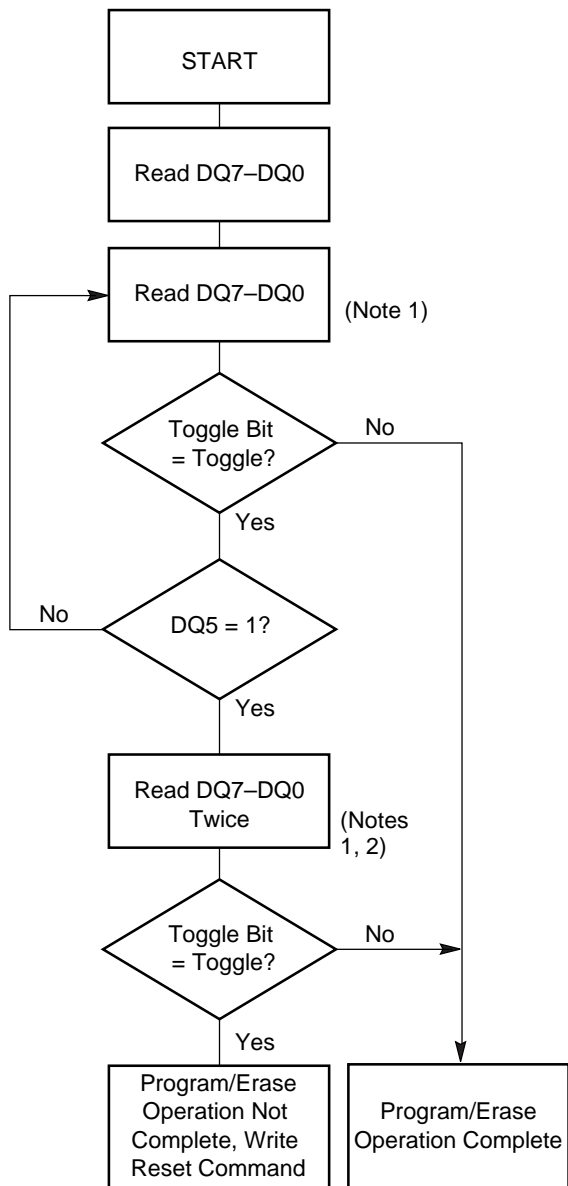 START
Read DQ7–DQ0
Read DQ7–DQ0
(Note 1)
Toggle Bit
= Toggle?
No
Yes
No
DQ5 = 1?
Yes
Read DQ7–DQ0
Twice
(Notes
1, 2)
Toggle Bit
= Toggle?
No
Yes
Program/Erase
Operation Not
Complete, Write
Reset Command
Program/Erase
Operation Complete